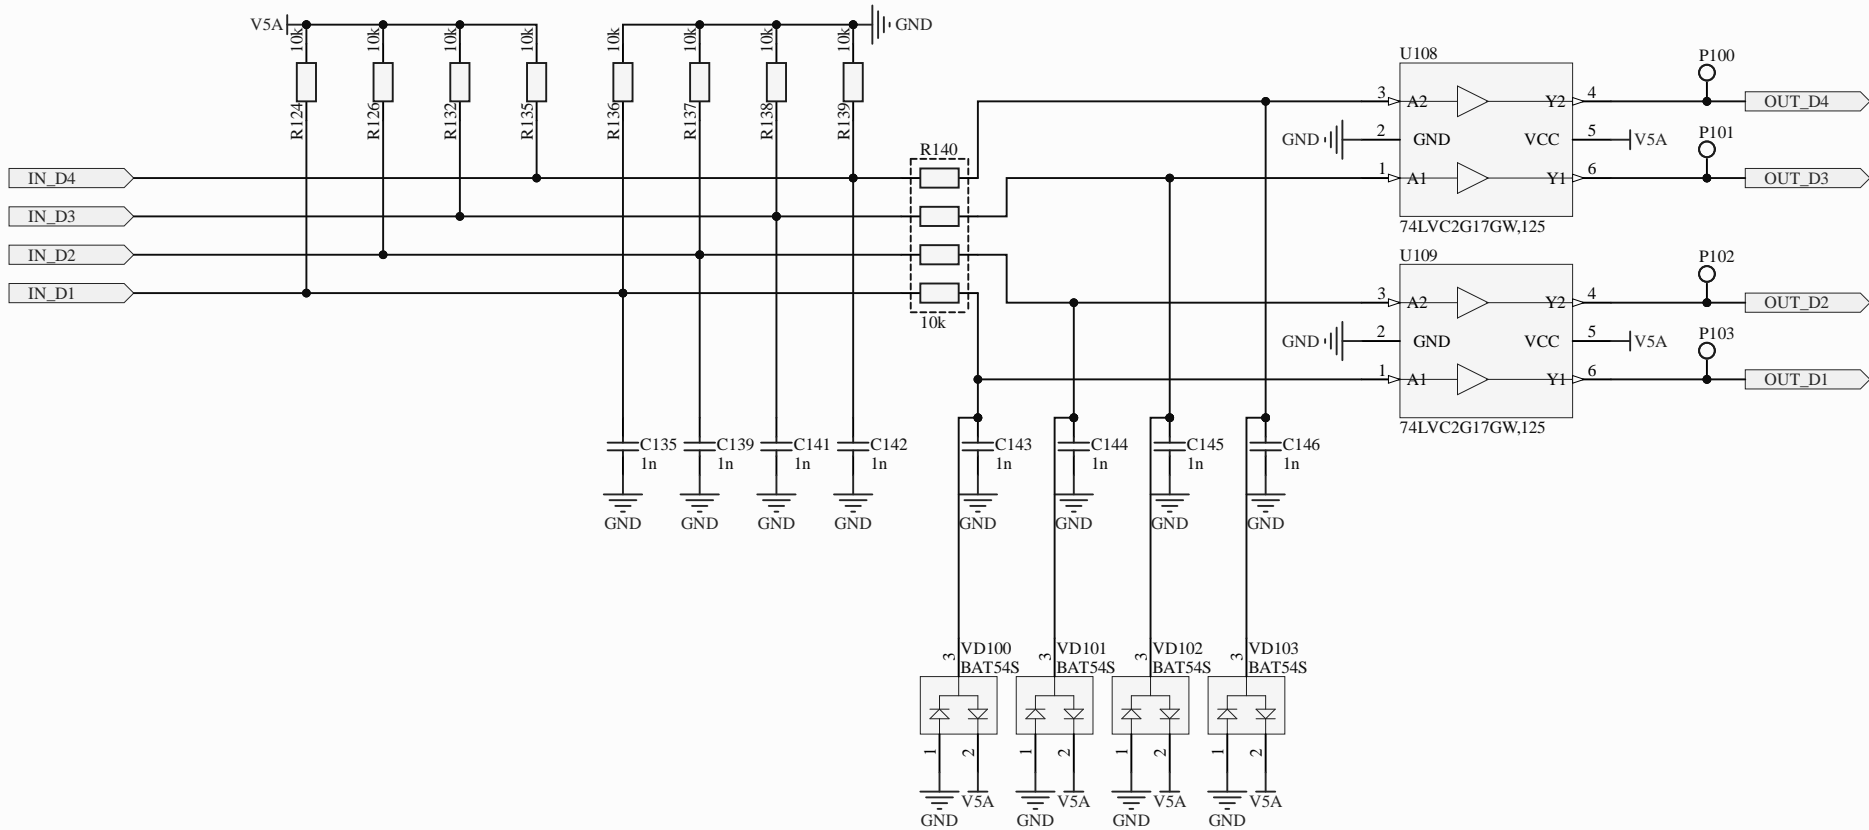 V5A
10k
10k
10k
10k
10k
10k
10k
10k
GND
R124
R126
R132
R135
R136
R137
R138
R139
IN_D4
IN_D3
IN_D2
IN_D1
R140
10k
U108
3 A2 Y2 4
GND 2 GND VCC 5 V5A
1 A1 Y1 6
74LVC2G17GW,125
P100
OUT_D4
P101
OUT_D3
U109
3 A2 Y2 4
GND 2 GND VCC 5 V5A
1 A1 Y1 6
74LVC2G17GW,125
P102
OUT_D2
P103
OUT_D1
C135
1n
GND
C139
1n
GND
C141
1n
GND
C142
1n
GND
C143
1n
GND
C144
1n
GND
C145
1n
GND
C146
1n
GND
3
VD100
BAT54S
1
2
GND
V5A
3
VD101
BAT54S
1
2
GND
V5A
3
VD102
BAT54S
1
2
GND
V5A
3
VD103
BAT54S
1
2
GND
V5A